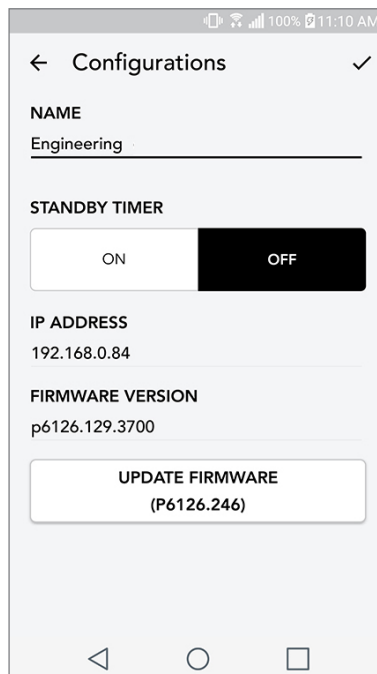 100% 11:10 AM
Configurations
NAME
Engineering
STANDBY TIMER
ON OFF
IP ADDRESS
192.168.0.84
FIRMWARE VERSION
p6126.129.3700
UPDATE FIRMWARE
(P6126.246)